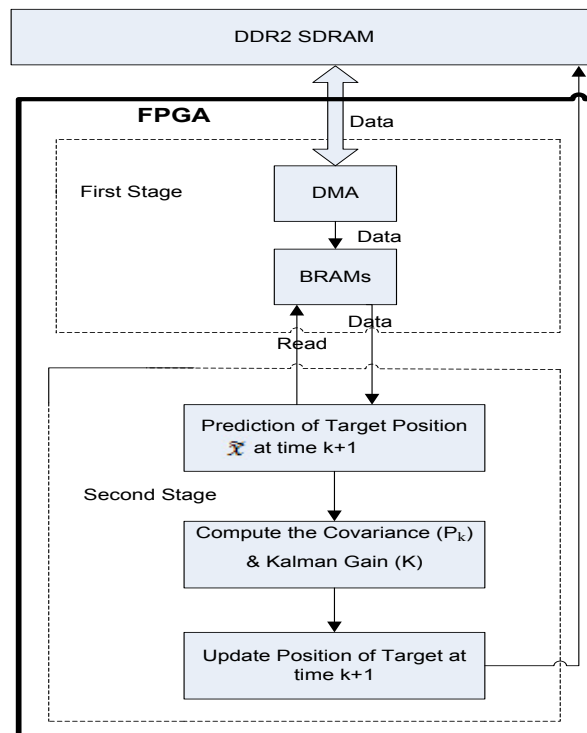 DDR2 SDRAM
FPGA
Data
First Stage
DMA
Data
BRAMs
Data
Read
Prediction of Target Position
x̄ at time k+1
Second Stage
Compute the Covariance (Pk)
& Kalman Gain (K)
Update Position of Target at
time k+1